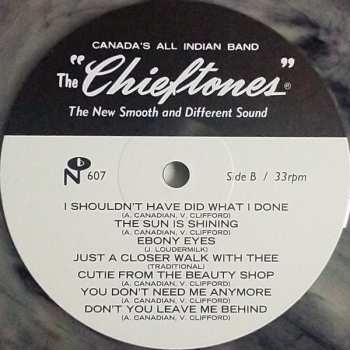 CANADA'S ALL INDIAN BAND
The "Chieftones"®
The New Smooth and Different Sound
Nb 607
Side B / 33rpm
I SHOULDN'T HAVE DID WHAT I DONE
(A. CANADIAN, V. CLIFFORD)
THE SUN IS SHINING
(A. CANADIAN, V. CLIFFORD)
EBONY EYES
(J. LOUDERMILK)
JUST A CLOSER WALK WITH THEE
(TRADITIONAL)
CUTIE FROM THE BEAUTY SHOP
(A. CANADIAN, V. CLIFFORD)
YOU DON'T NEED ME ANYMORE
(A. CANADIAN, V. CLIFFORD)
DON'T YOU LEAVE ME BEHIND
(A. CANADIAN, V. CLIFFORD)